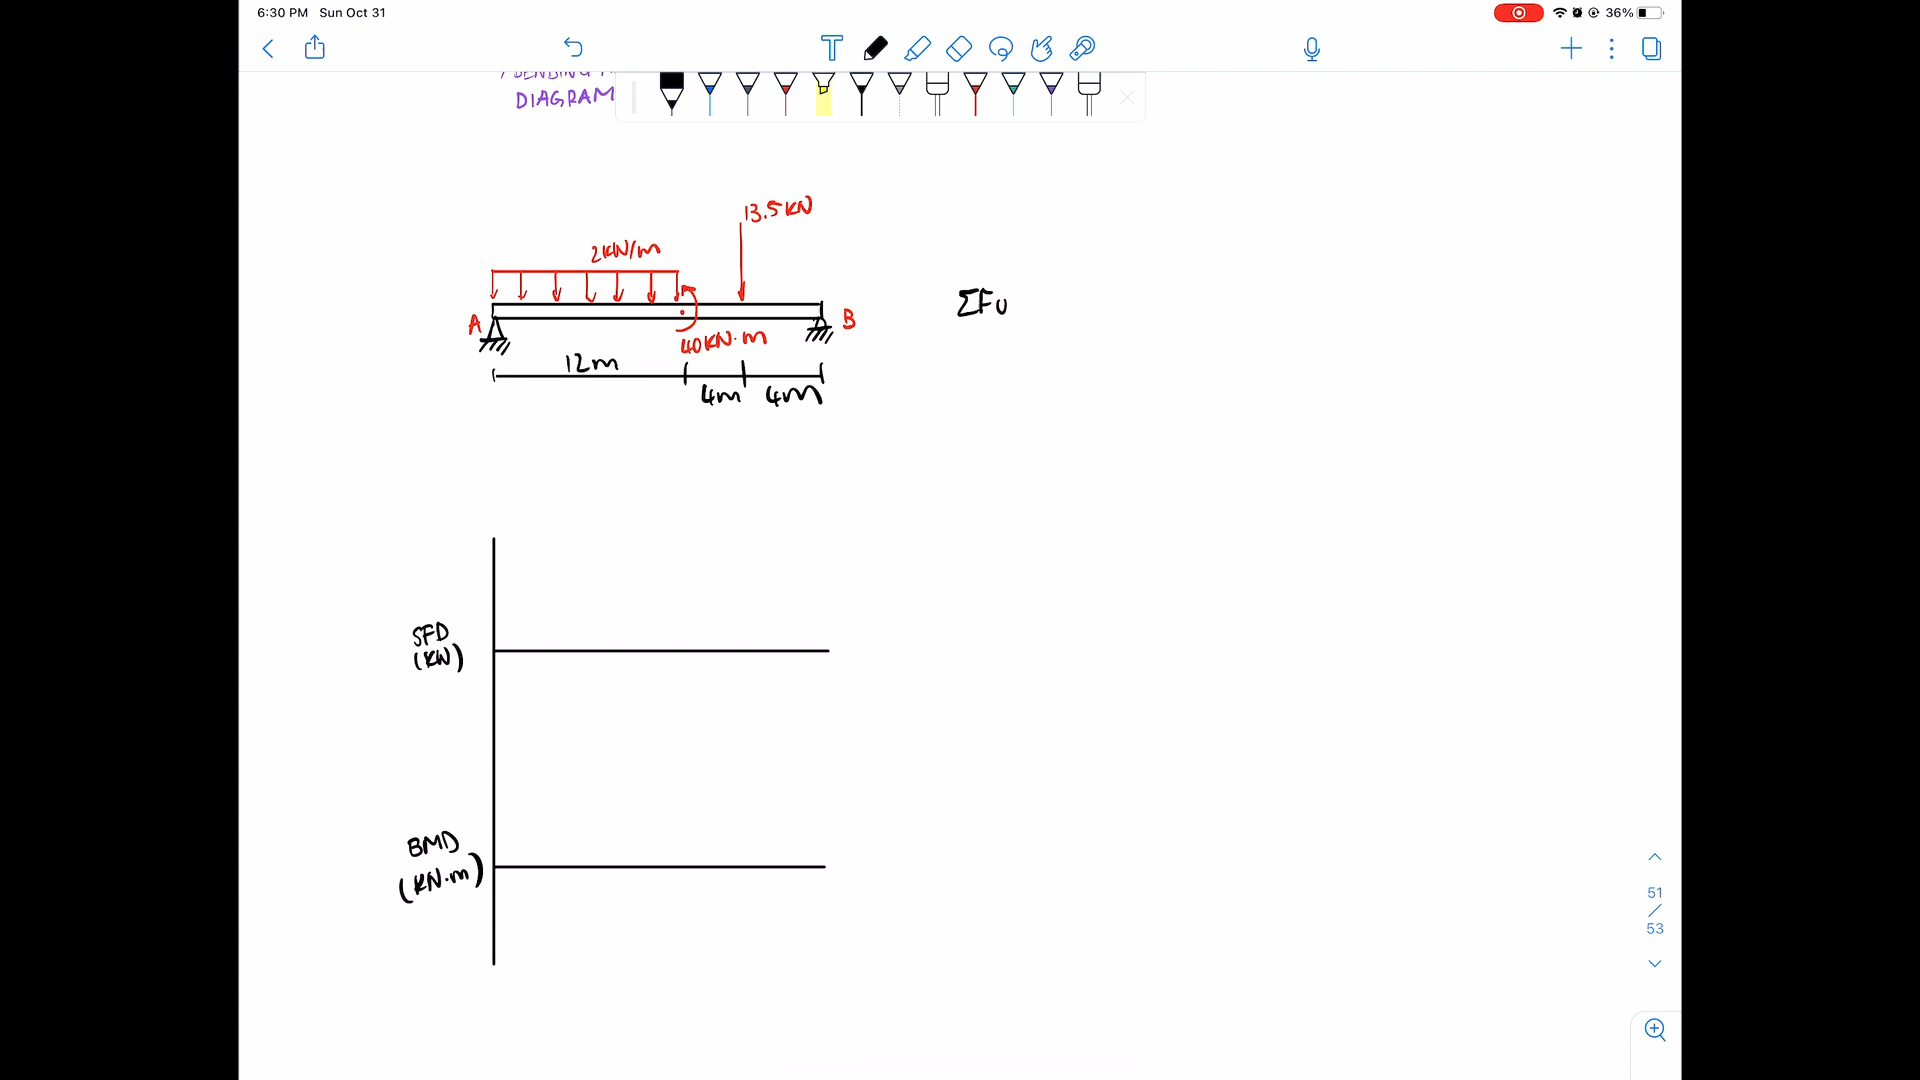 6:30 PM Sun Oct 31
36%
DIAGRAM
13.5KN
2KN/m
A
B
ΣFv
40KN·m
12m
4m 4m
SFD
(KN)
BMD
(KN.m)
51
/
53